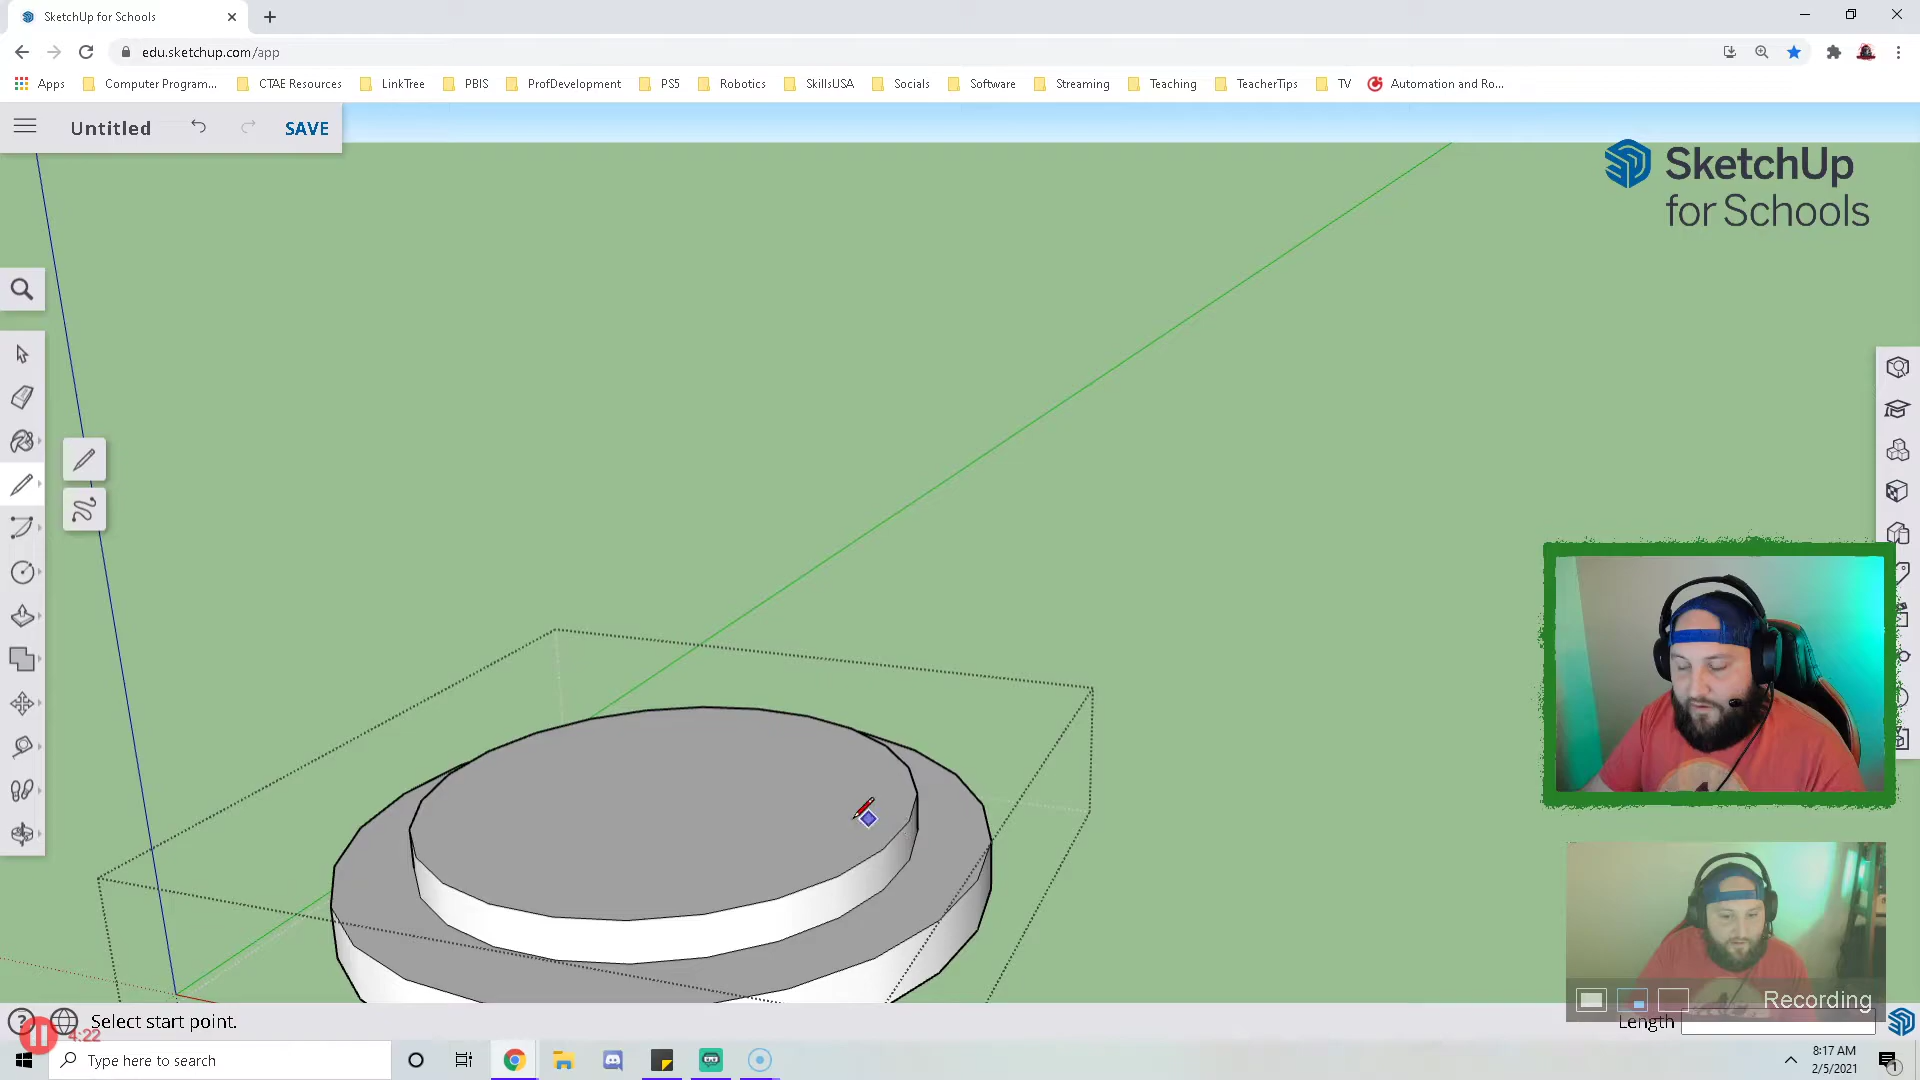 SketchUp for Schools
edu.sketchup.com/app
Apps Computer Program... CTAE Resources LinkTree PBIS ProfDevelopment PS5 Robotics SkillsUSA Socials Software Streaming Teaching TeacherTips TV Automation and Ro...
Untitled SAVE
SketchUp
for Schools
Recording
Select start point.
Length
4:22
Type here to search
8:17 AM
2/5/2021